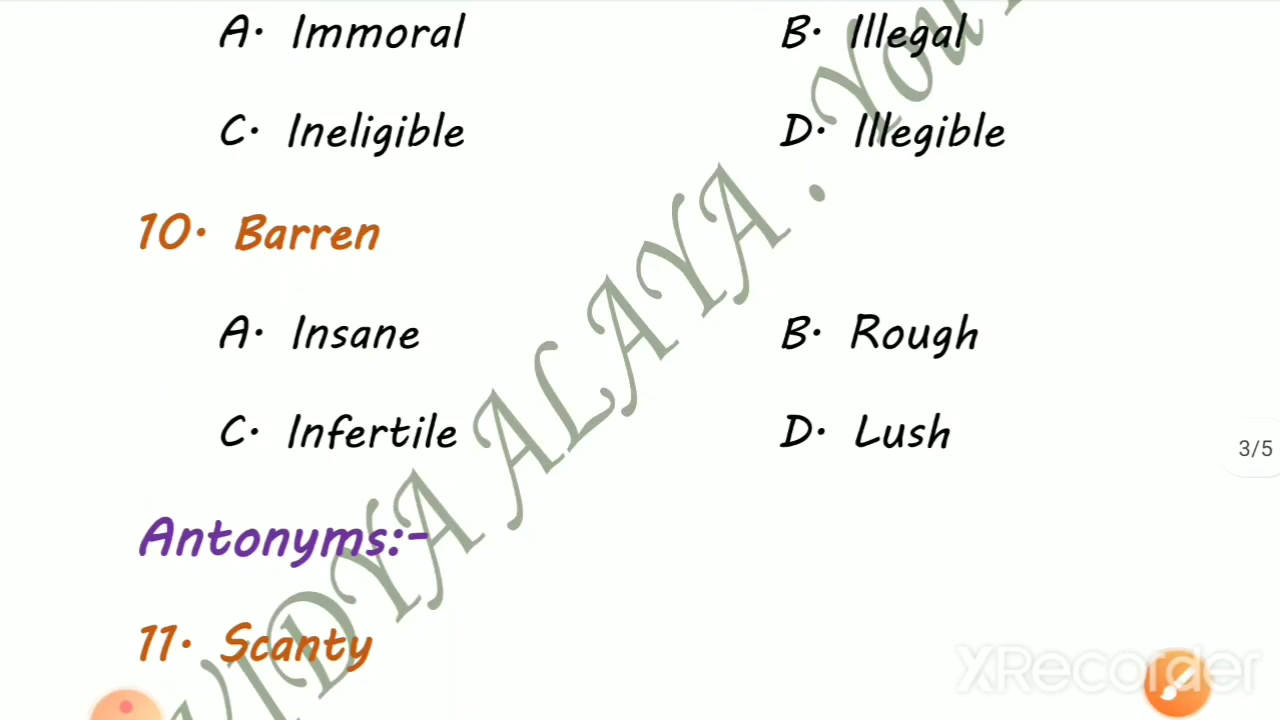 A. Immoral B. Illegal
C. Ineligible D. Illegible
10. Barren
A. Insane B. Rough
C. Infertile D. Lush
3/5
Antonyms:-
11. Scanty
VIDYA ALAYA . You
XRecorder